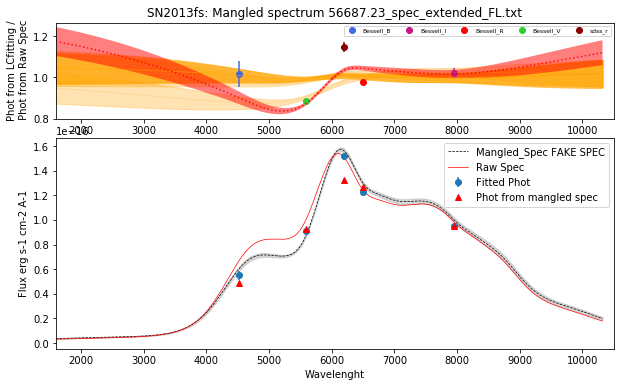 SN2013fs: Mangled spectrum 56687.23_spec_extended_FL.txt
Phot from LCfitting /
Phot from Raw Spec
1.2
1.0
0.8
Bessell_B
Bessell_I
Bessell_R
Bessell_V
sdss_r
2000 3000 4000 5000 6000 7000 8000 9000 10000
1e−16
Flux erg s-1 cm-2 A-1
1.6
1.4
1.2
1.0
0.8
0.6
0.4
0.2
0.0
Mangled_Spec FAKE SPEC
Raw Spec
Fitted Phot
Phot from mangled spec
2000 3000 4000 5000 6000 7000 8000 9000 10000
Wavelenght